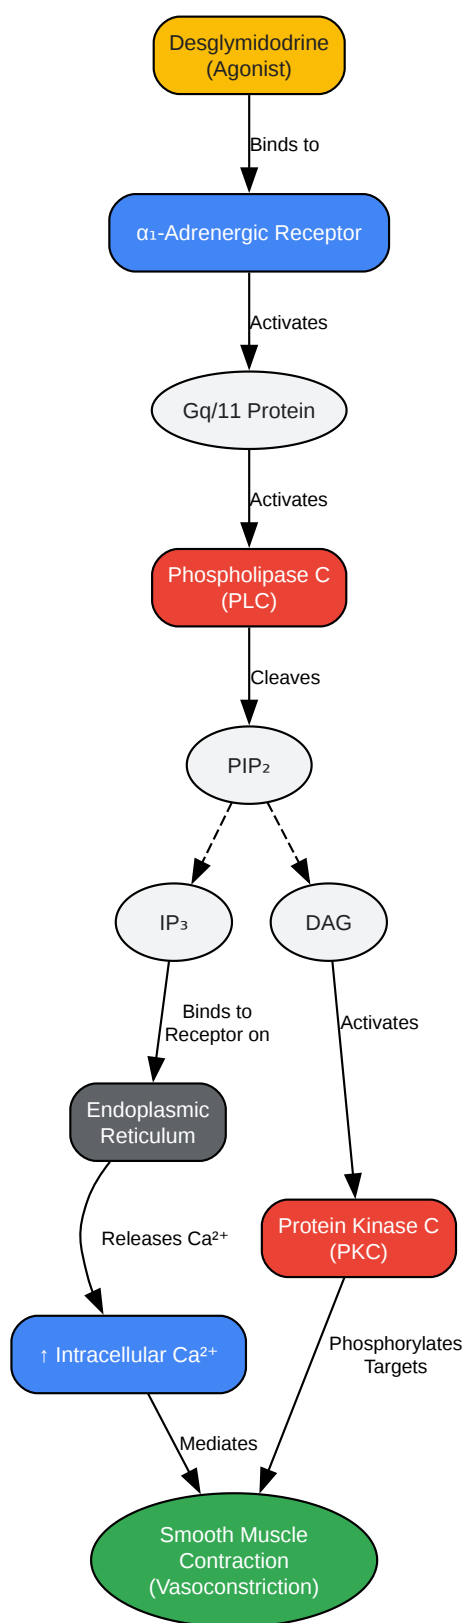 Desglymidodrine
(Agonist)
Binds to
α₁-Adrenergic Receptor
Activates
Gq/11 Protein
Activates
Phospholipase C
(PLC)
Cleaves
PIP₂
IP₃
DAG
Binds to
Receptor on
Activates
Endoplasmic
Reticulum
Releases Ca²⁺
Protein Kinase C
(PKC)
↑ Intracellular Ca²⁺
Phosphorylates
Targets
Mediates
Smooth Muscle
Contraction
(Vasoconstriction)